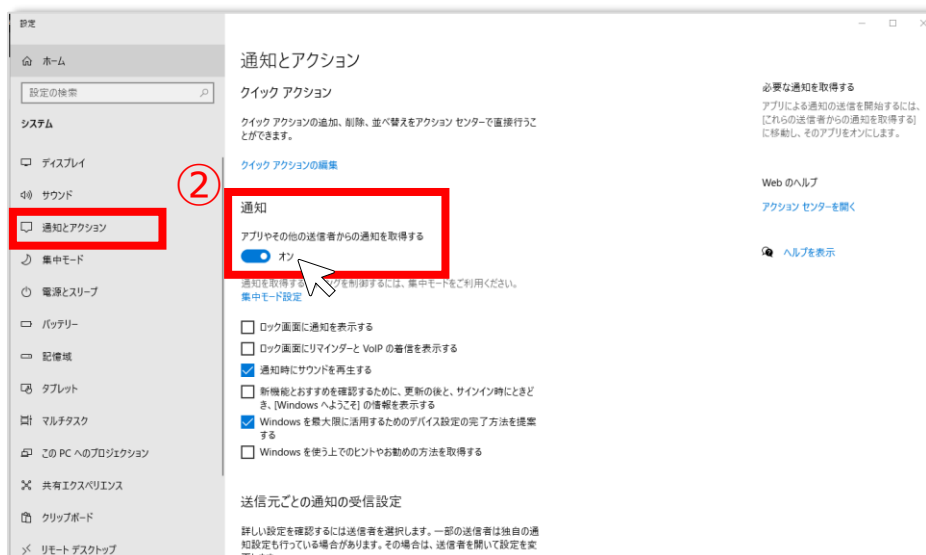 設定
ホーム
設定の検索
システム
ディスプレイ
サウンド
通知とアクション
集中モード
電源とスリープ
バッテリー
記憶域
タブレット
マルチタスク
この PC へのプロジェクション
共有エクスペリエンス
クリップボード
リモート デスクトップ
②
通知とアクション
クイック アクション
クイック アクションの追加、削除、並べ替えをアクション センターで直接行うこ
とができます。
クイック アクションの編集
通知
アプリやその他の送信者からの通知を取得する
オン
通知を取得する
グを制御するには、集中モードをご利用ください。
集中モード設定
ロック画面に通知を表示する
ロック画面にリマインダーと VoIP の着信を表示する
通知時にサウンドを再生する
新機能とおすすめを確認するために、更新の後と、サインイン時にときど
き、[Windows へようこそ] の情報を表示する
Windows を最大限に活用するためのデバイス設定の完了方法を提案
する
Windows を使う上でのヒントやお勧めの方法を取得する
送信元ごとの通知の受信設定
詳しい設定を確認するには送信者を選択します。一部の送信者は独自の通
知設定も行っている場合があります。その場合は、送信者を開いて設定を変
必要な通知を取得する
アプリによる通知の送信を開始するには、
[これらの送信者からの通知を取得する]
に移動し、そのアプリをオンにします。
Web のヘルプ
アクション センターを開く
ヘルプを表示